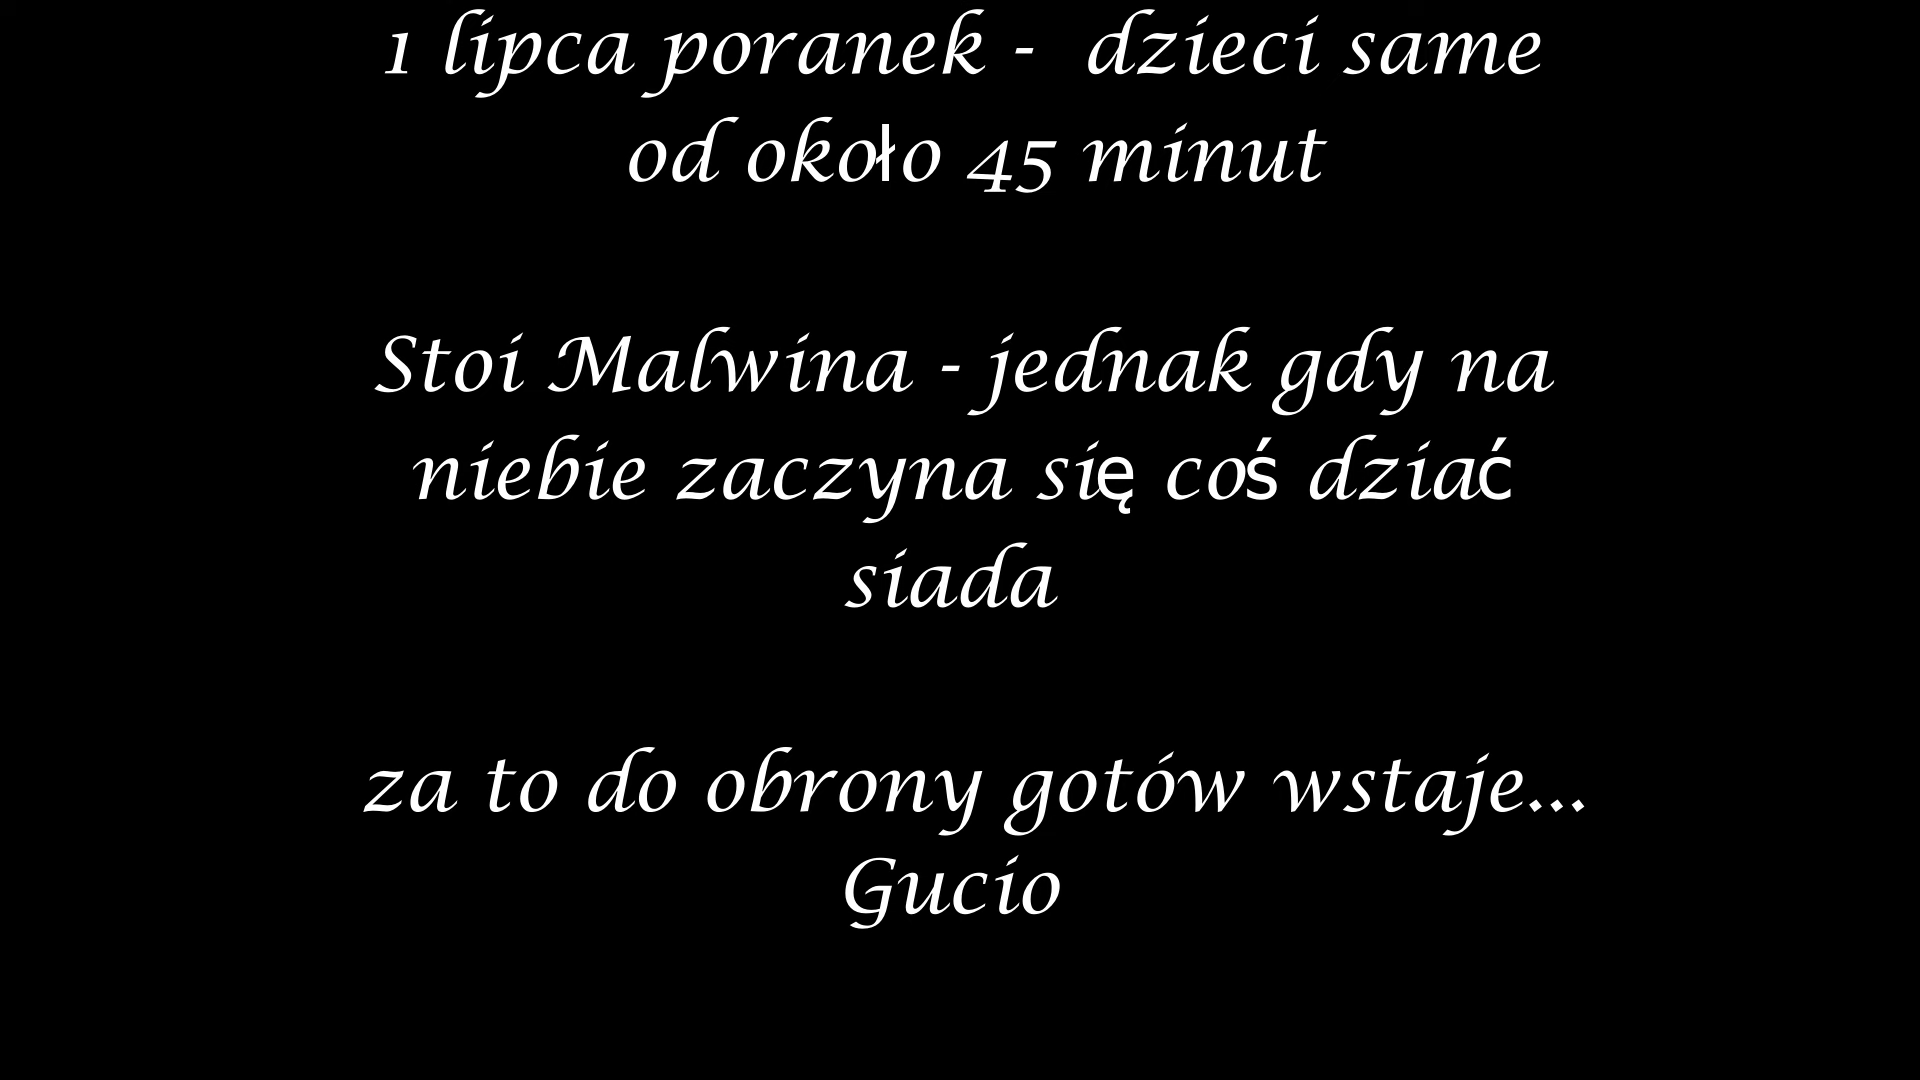 1 lipca poranek - dzieci same
od około 45 minut
Stoi Malwina - jednak gdy na
niebie zaczyna się coś dziać
siada
za to do obrony gotów wstaje...
Gucio